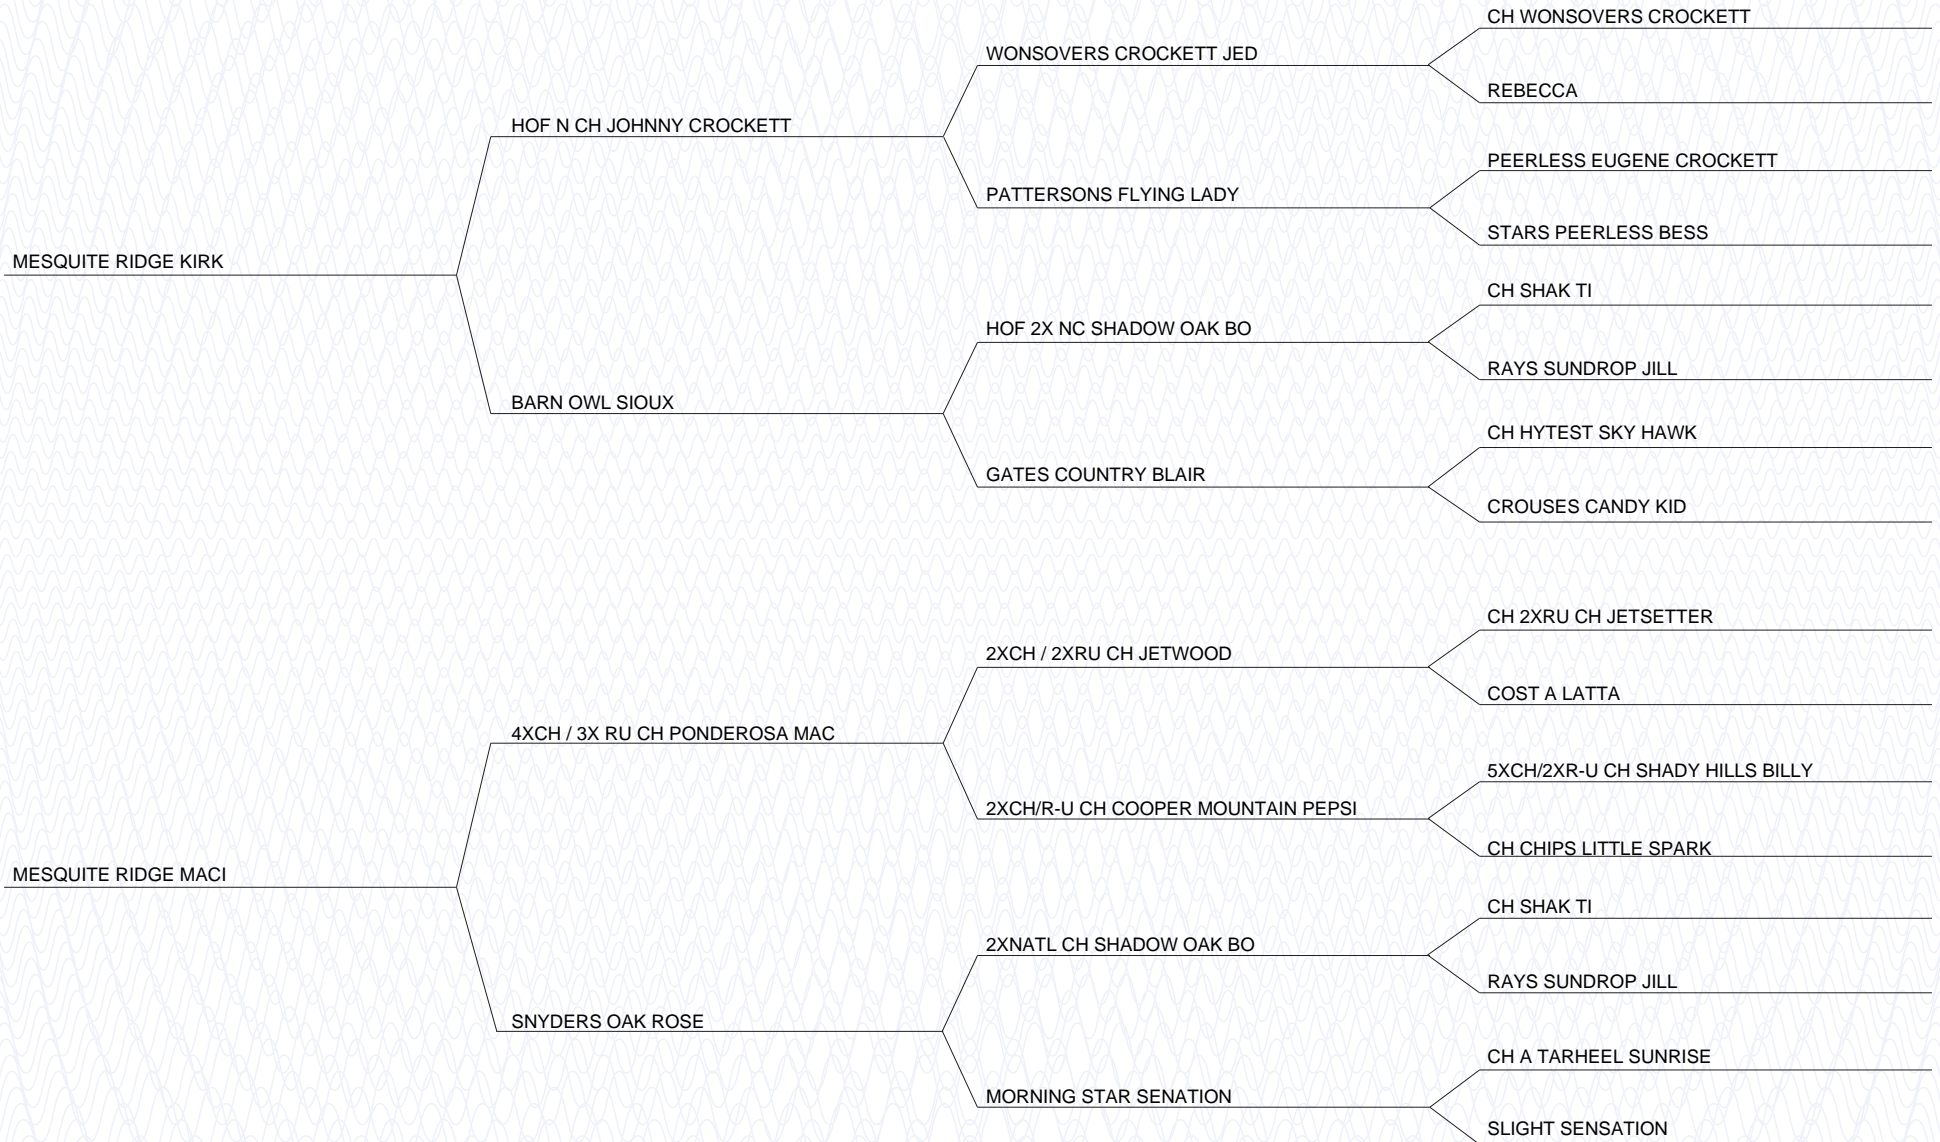 CH WONSOVERS CROCKETT
WONSOVERS CROCKETT JED
REBECCA
HOF N CH JOHNNY CROCKETT
PEERLESS EUGENE CROCKETT
PATTERSONS FLYING LADY
STARS PEERLESS BESS
MESQUITE RIDGE KIRK
CH SHAK TI
HOF 2X NC SHADOW OAK BO
RAYS SUNDROP JILL
BARN OWL SIOUX
CH HYTEST SKY HAWK
GATES COUNTRY BLAIR
CROUSES CANDY KID
CH 2XRU CH JETSETTER
2XCH / 2XRU CH JETWOOD
COST A LATTA
4XCH / 3X RU CH PONDEROSA MAC
5XCH/2XR-U CH SHADY HILLS BILLY
2XCH/R-U CH COOPER MOUNTAIN PEPSI
CH CHIPS LITTLE SPARK
MESQUITE RIDGE MACI
CH SHAK TI
2XNATL CH SHADOW OAK BO
RAYS SUNDROP JILL
SNYDERS OAK ROSE
CH A TARHEEL SUNRISE
MORNING STAR SENATION
SLIGHT SENSATION